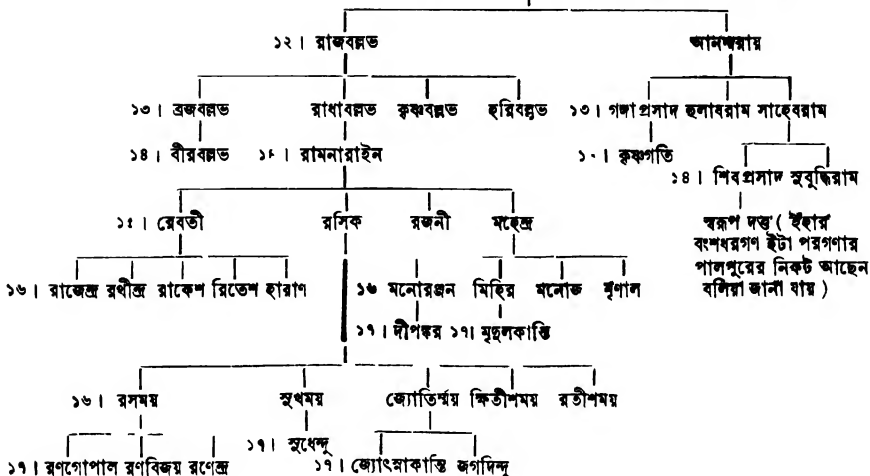 ১২। রাজবল্লভ আনন্দরায়
১৩। ব্রজবল্লভ রাধাবল্লভ কৃষ্ণবল্লভ হরিবল্লভ ১৩। গঙ্গাপ্রসাদ হুলাষরাম সাহেবরাম
১৪। বীরবল্লভ ১৪। রামনারাইন ১৪। কৃষ্ণগতি
১৪। শিবপ্রসাদ সুবুদ্ধিরাম
১৫। রেবতী রসিক রজনী মহেন্দ্র
স্বরূপ দত্ত ( ইঁহার
বংশধরগণ ইটা পরগণার
পালপুরের নিকট আছেন
বলিয়া জানা যায় )
১৬। রাজেন্দ্র রথীন্দ্র রাকেশ রিতেশ হারাণ ১৬ মনোরঞ্জন মিহির মনোজ মৃণাল
১৭। দীপঙ্কর ১৭। মৃদুলকান্তি
১৬। রসময় সুখময় জ্যোতির্ম্ময় ক্ষিতীশময় রতীশময়
১৭। রণগোপাল রণবিজয় রণেন্দ্র ১৭। সুধেন্দু ১৭। জ্যোৎস্নাকান্তি জগদিন্দু